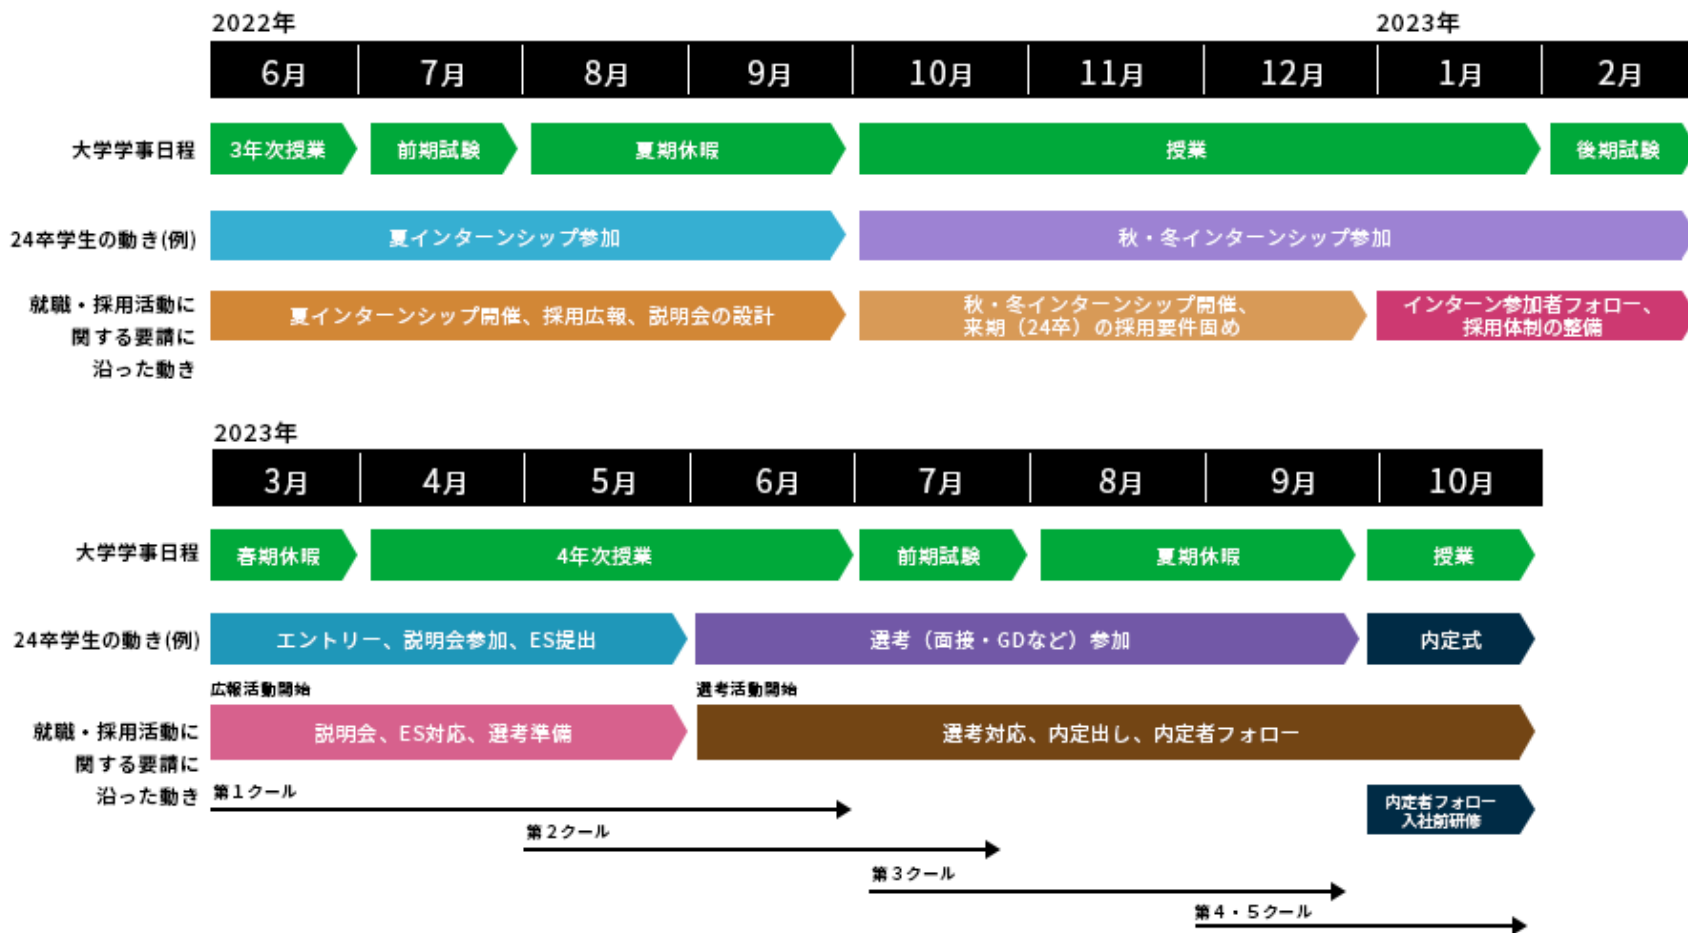 2022年
2023年
6月
7月
8月
9月
10月
11月
12月
1月
2月
大学学事日程
3年次授業
前期試験
夏期休暇
授業
後期試験
24卒学生の動き(例)
夏インターンシップ参加
秋・冬インターンシップ参加
就職・採用活動に
関する要請に
沿った動き
夏インターンシップ開催、採用広報、説明会の設計
秋・冬インターンシップ開催、
来期（24卒）の採用要件固め
インターン参加者フォロー、
採用体制の整備
2023年
3月
4月
5月
6月
7月
8月
9月
10月
大学学事日程
春期休暇
4年次授業
前期試験
夏期休暇
授業
24卒学生の動き(例)
エントリー、説明会参加、ES提出
選考（面接・GDなど）参加
内定式
広報活動開始
選考活動開始
就職・採用活動に
関する要請に
沿った動き
説明会、ES対応、選考準備
選考対応、内定出し、内定者フォロー
第１クール
内定者フォロー
入社前研修
第２クール
第３クール
第４・５クール